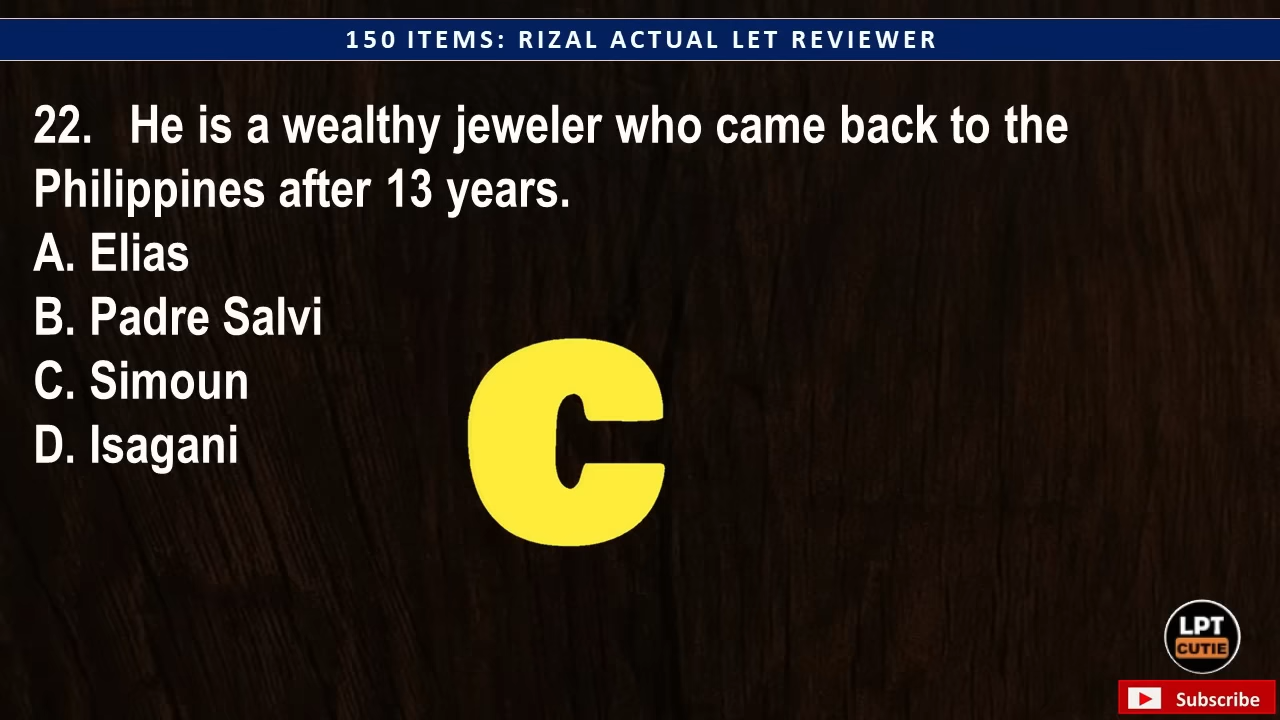 150 ITEMS: RIZAL ACTUAL LET REVIEWER
22. He is a wealthy jeweler who came back to the
Philippines after 13 years.
A. Elias
B. Padre Salvi
C. Simoun
D. Isagani
C
LPT
CUTIE
Subscribe